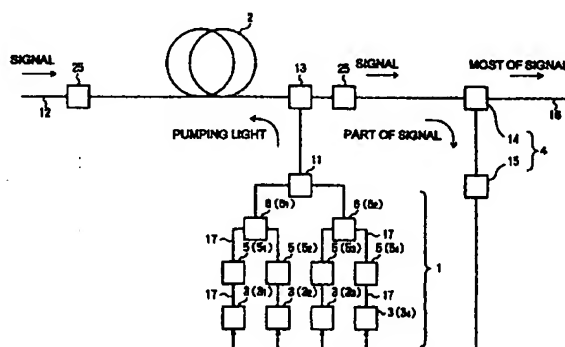 2
SIGNAL
SIGNAL
MOST OF SIGNAL
25 13 25
12
14
4
PUMPING LIGHT PART OF SIGNAL
15
11
6 (6₁) 6 (6₂)
17 17
5 (5₁) 5 (5₂) 5 (5₃) 5 (5₄)
1
17 17
3 (3₁) 3 (3₂) 3 (3₃)
3 (3₄)